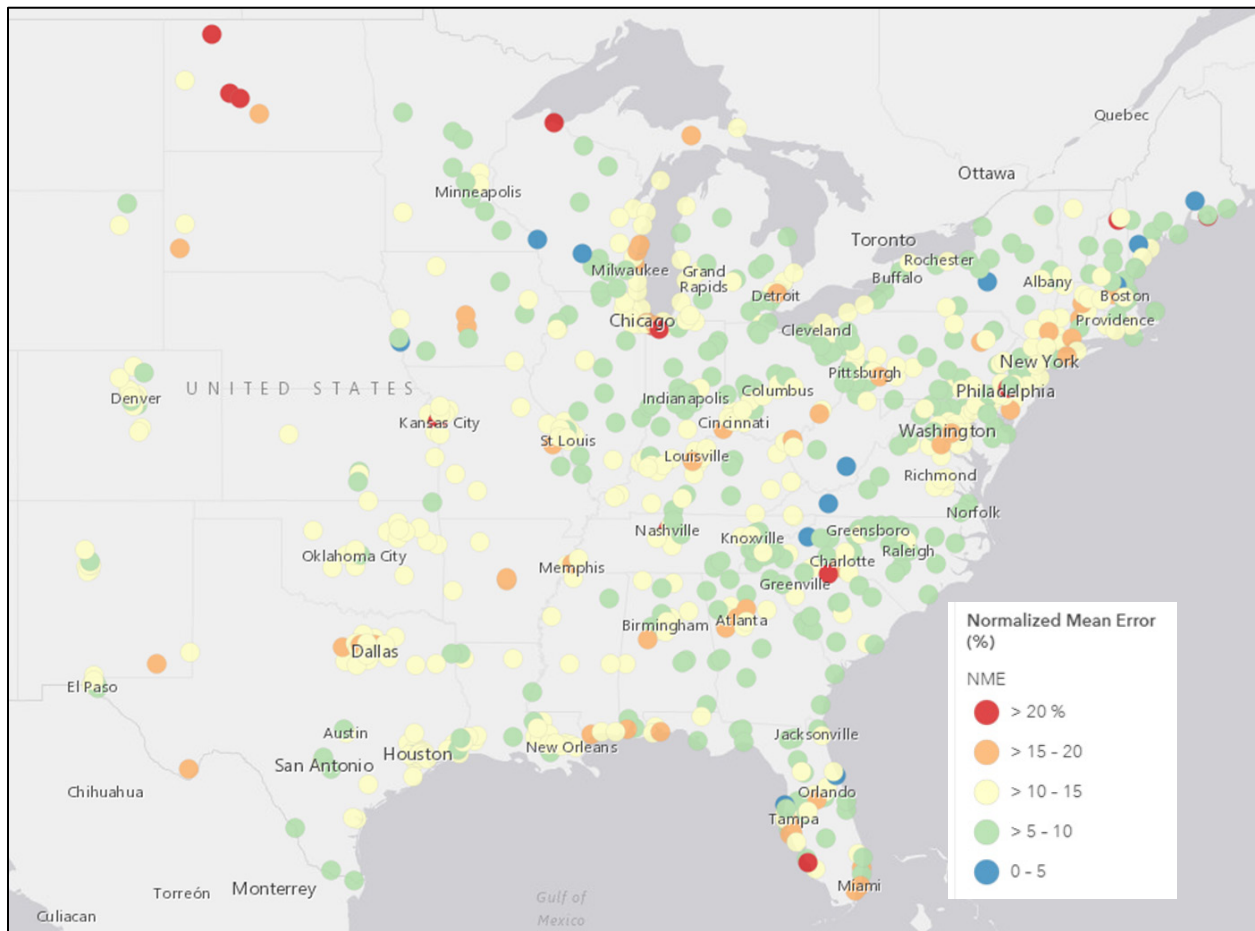 Quebec
Ottawa
Minneapolis
Toronto
Rochester
Milwaukee
Grand
Rapids
Buffalo
Albany
Boston
Detroit
Chicago
Cleveland
Providence
New York
Pittsburgh
UNITED STATES
Denver
Indianapolis
Columbus
Philadelphia
Kansas City
Cincinnati
St Louis
Washington
Louisville
Richmond
Norfolk
Nashville
Greensboro
Knoxville
Oklahoma City
Raleigh
Memphis
Charlotte
Greenville
Birmingham
Atlanta
Dallas
El Paso
Austin
Jacksonville
Houston
New Orleans
San Antonio
Chihuahua
Orlando
Tampa
Torreón
Monterrey
Miami
Gulf of
Mexico
Culiacan
Normalized Mean Error
(%)
NME
> 20 %
> 15 - 20
> 10 - 15
> 5 - 10
0 - 5